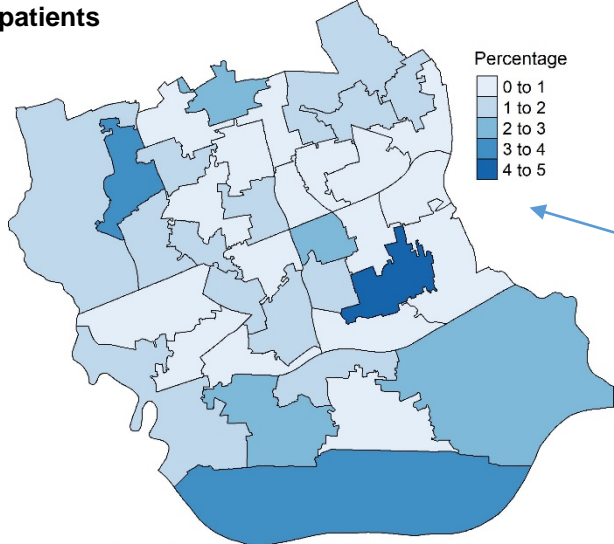 patients
Percentage
0 to 1
1 to 2
2 to 3
3 to 4
4 to 5